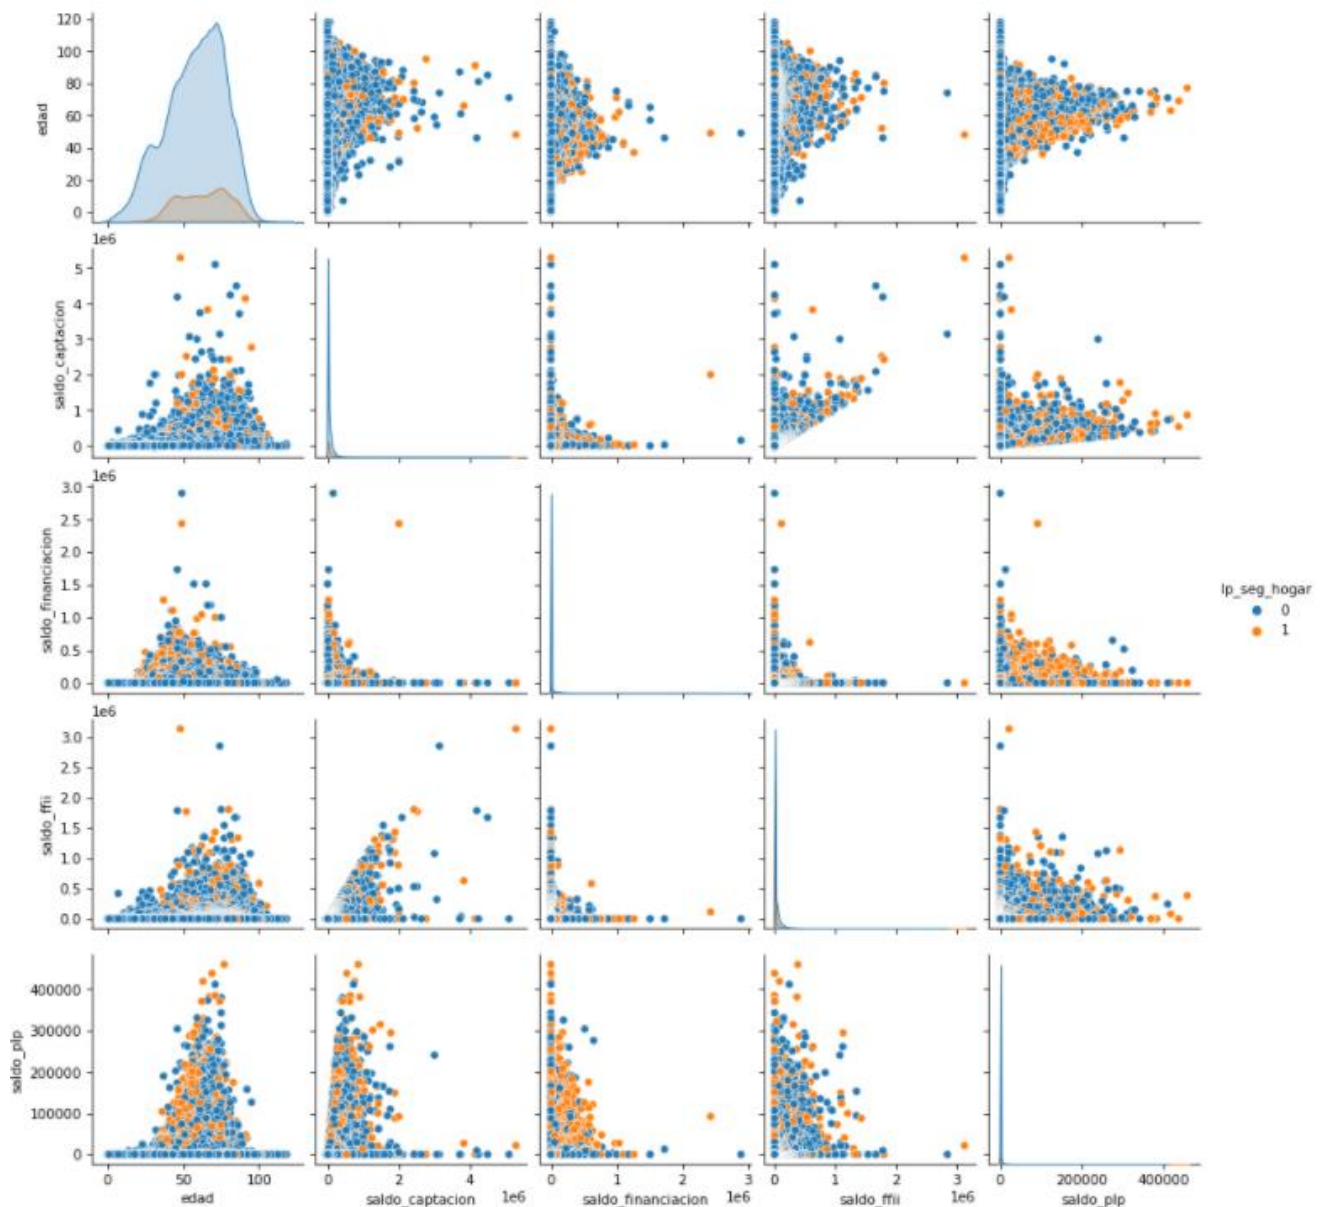 120
100
80
60
40
20
0
edad
1e6
5
4
3
2
1
0
saldo_captacion
1e6
3.0
2.5
2.0
1.5
1.0
0.5
0.0
saldo_financiacion
lp_seg_hogar
0
1
1e6
3.0
2.5
2.0
1.5
1.0
0.5
0.0
saldo_ffii
400000
300000
200000
100000
0
saldo_plp
0 50 100
edad
0 2 4
1e6
saldo_captacion
0 1 2 3
1e6
saldo_financiacion
0 1 2 3
1e6
saldo_ffii
0 200000 400000
saldo_plp